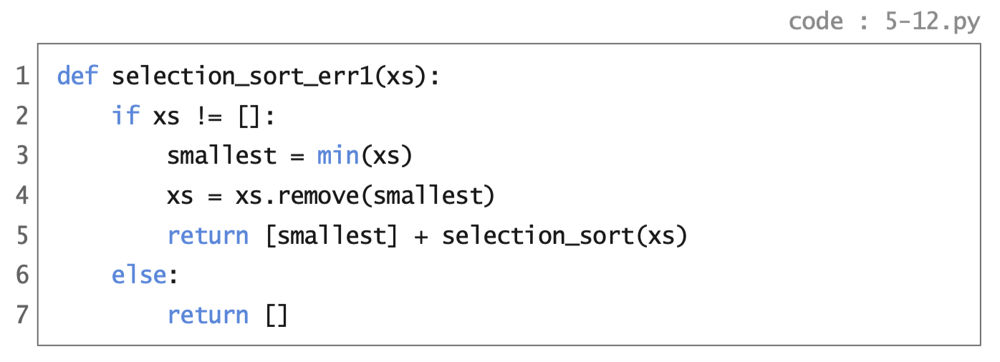 code : 5-12.py
1 def selection_sort_err1(xs):
2     if xs != []:
3         smallest = min(xs)
4         xs = xs.remove(smallest)
5         return [smallest] + selection_sort(xs)
6     else:
7         return []